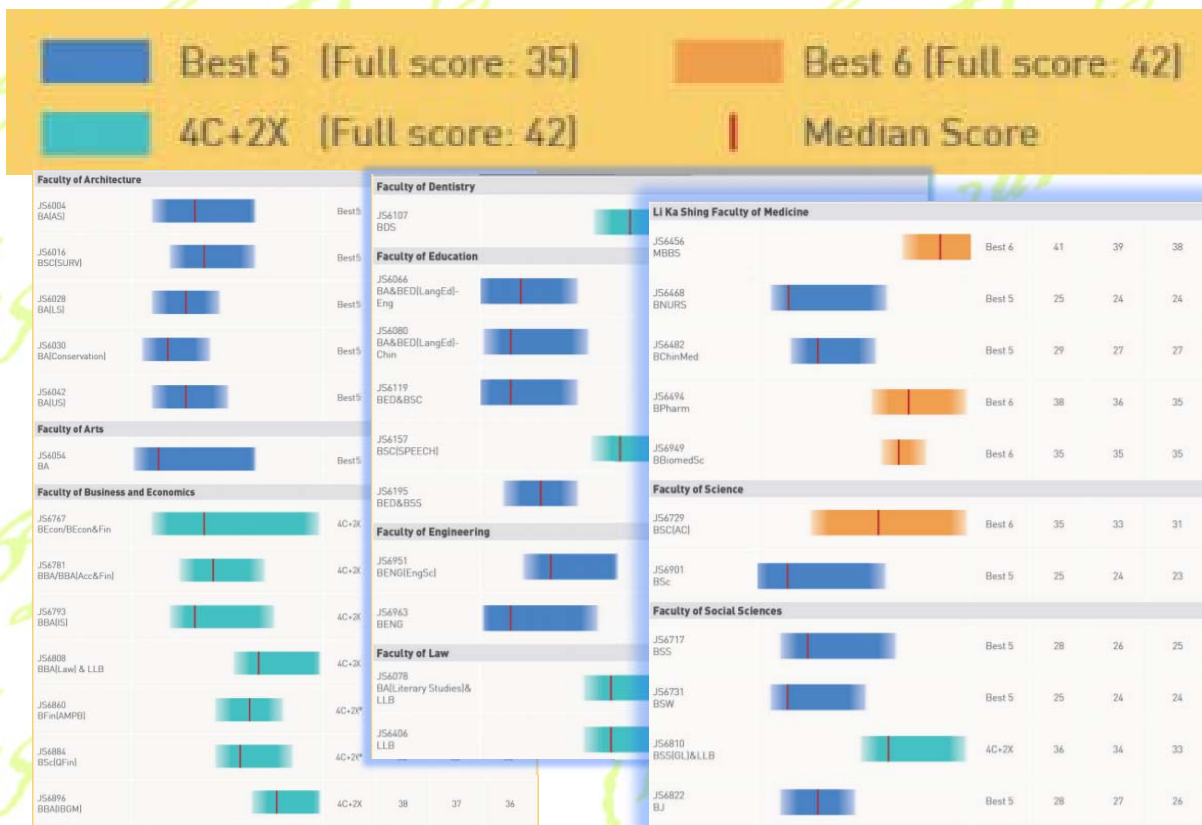 Best 5 (Full score: 35)
Best 6 (Full score: 42)
4C+2X (Full score: 42)
Median Score
Faculty of Architecture
JS6004
BA(AS)
Best5
JS6016
BSC(SURV)
Best5
JS6028
BA(LS)
Best5
JS6030
BA(Conservation)
Best5
JS6042
BA(US)
Best5
Faculty of Arts
JS6054
BA
Best5
Faculty of Business and Economics
JS6767
BEcon/BEcon&Fin
4C+2X
JS6781
BBA/BBA(Acc&Fin)
4C+2X
JS6793
BBA(IS)
4C+2X
JS6808
BBA(Law) & LLB
4C+2X
JS6860
BFin(AMPB)
4C+2X*
JS6884
BSc(QFin)
4C+2X*
JS6896
BBA(IBGM)
4C+2X 38 37 36
Faculty of Dentistry
JS6107
BDS
Faculty of Education
JS6066
BA&BED(LangEd)-
Eng
JS6080
BA&BED(LangEd)-
Chin
JS6119
BED&BSC
JS6157
BSC(SPEECH)
JS6195
BED&BSS
Faculty of Engineering
JS6951
BENG(EngSc)
JS6963
BENG
Faculty of Law
JS6078
BA(Literary Studies)&
LLB
JS6406
LLB
Li Ka Shing Faculty of Medicine
JS6456
MBBS
Best 6 41 39 38
JS6468
BNURS
Best 5 25 24 24
JS6482
BChinMed
Best 5 29 27 27
JS6494
BPharm
Best 6 38 36 35
JS6949
BBiomedSc
Best 6 35 35 35
Faculty of Science
JS6729
BSC(AC)
Best 6 35 33 31
JS6901
BSc
Best 5 25 24 23
Faculty of Social Sciences
JS6717
BSS
Best 5 28 26 25
JS6731
BSW
Best 5 25 24 24
JS6810
BSS(GL)&LLB
4C+2X 36 34 33
JS6822
BJ
Best 5 28 27 26